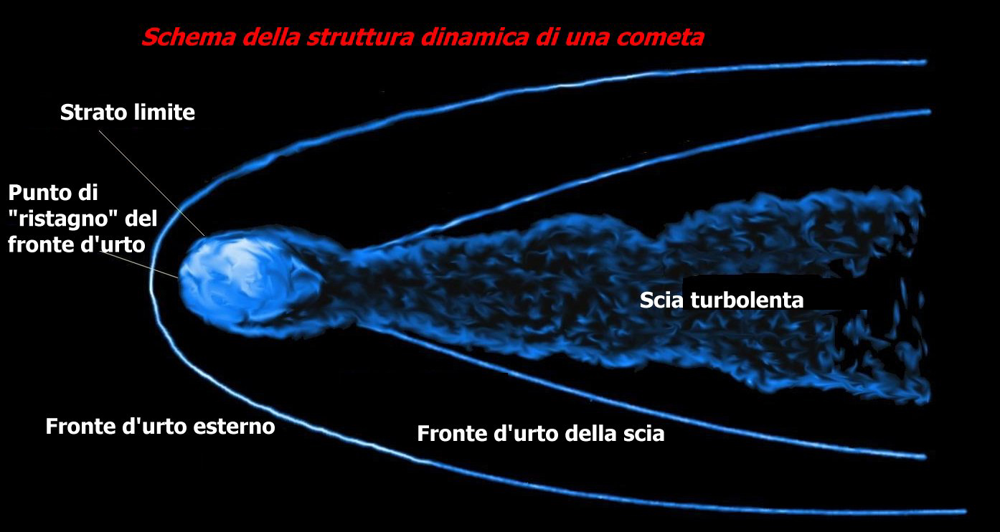 Schema della struttura dinamica di una cometa
Strato limite
Punto di
"ristagno" del
fronte d'urto
Scia turbolenta
Fronte d'urto esterno
Fronte d'urto della scia